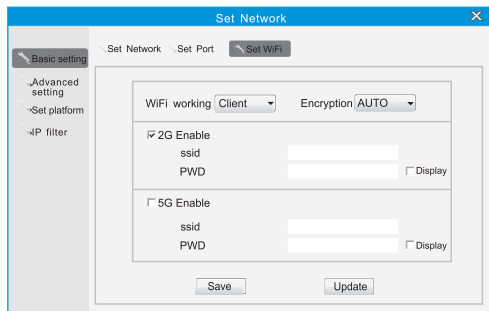 Set Network
Basic setting
Set Network Set Port Set WiFi
Advanced
setting
Set platform
IP filter
WiFi working Client Encryption AUTO
2G Enable
ssid
PWD Display
5G Enable
ssid
PWD Display
Save Update